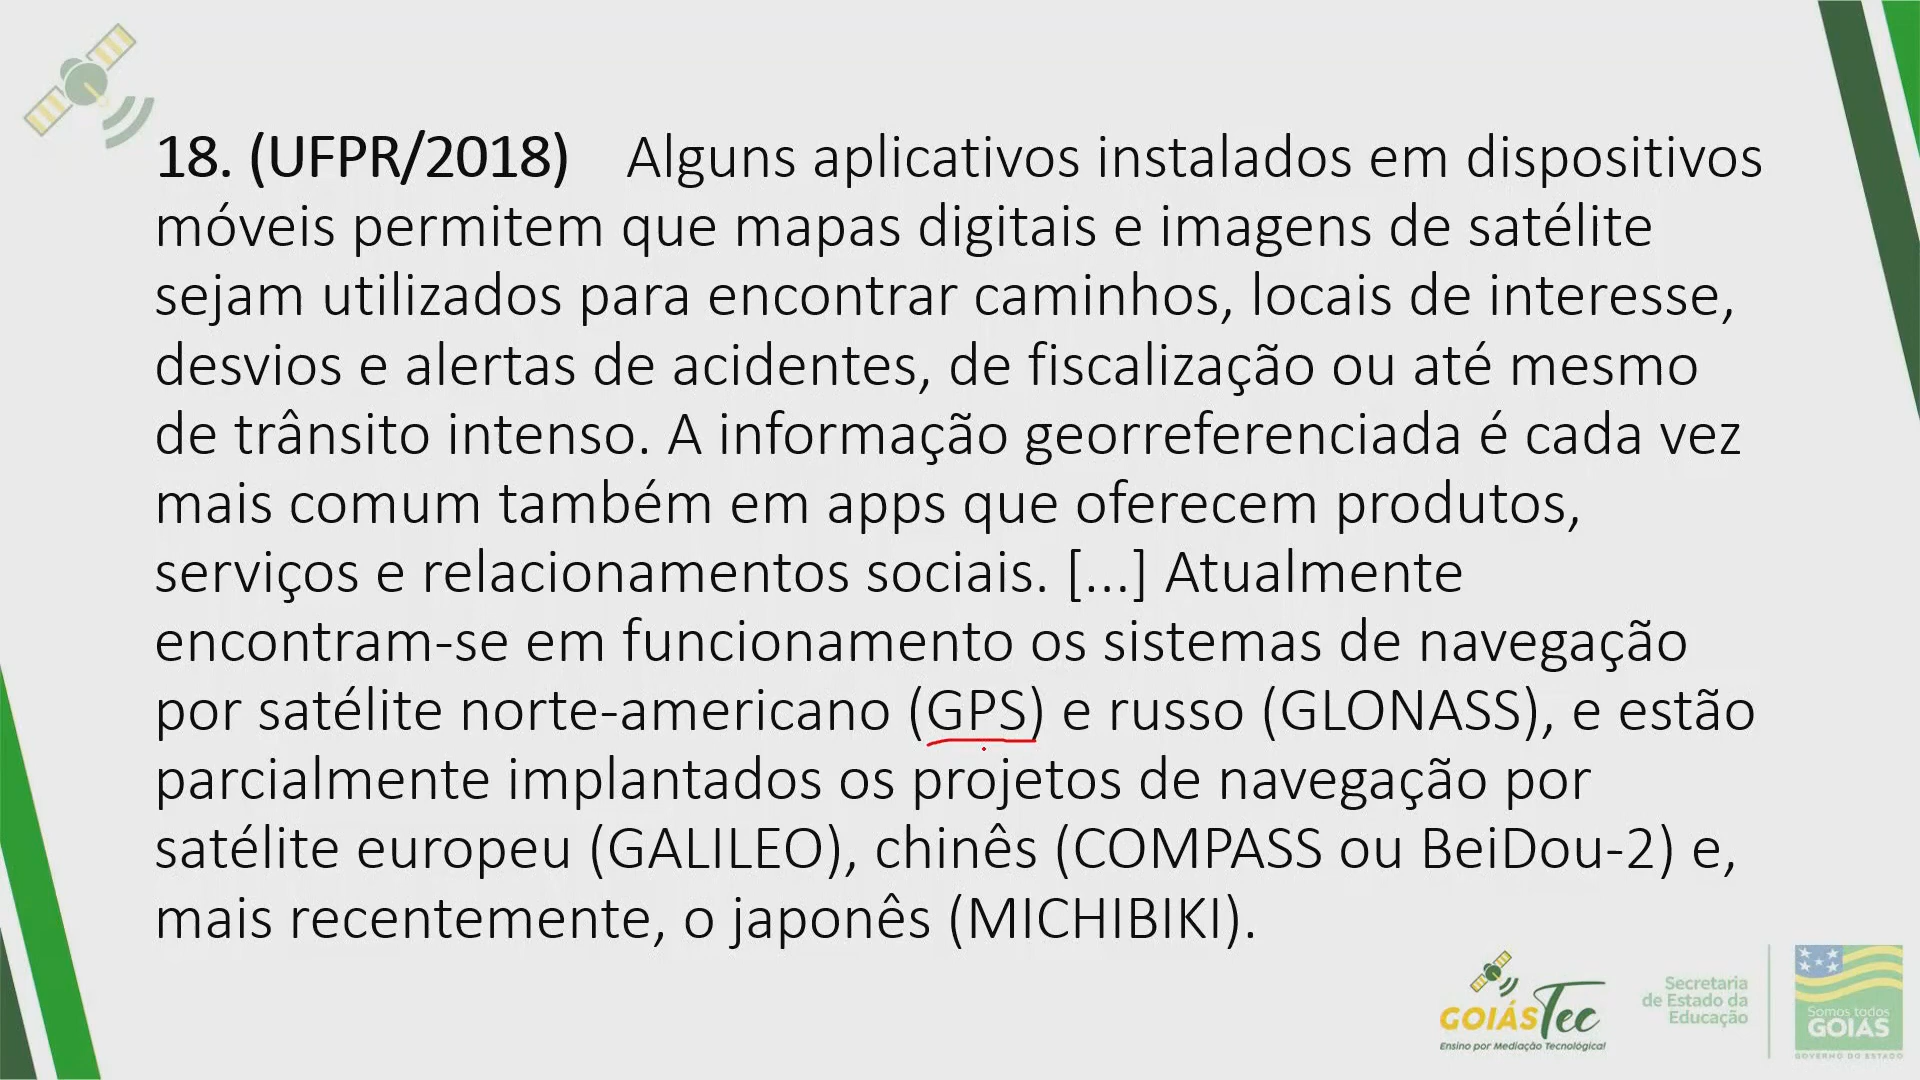 18. (UFPR/2018) Alguns aplicativos instalados em dispositivos
móveis permitem que mapas digitais e imagens de satélite
sejam utilizados para encontrar caminhos, locais de interesse,
desvios e alertas de acidentes, de fiscalização ou até mesmo
de trânsito intenso. A informação georreferenciada é cada vez
mais comum também em apps que oferecem produtos,
serviços e relacionamentos sociais. [...] Atualmente
encontram-se em funcionamento os sistemas de navegação
por satélite norte-americano (GPS) e russo (GLONASS), e estão
parcialmente implantados os projetos de navegação por
satélite europeu (GALILEO), chinês (COMPASS ou BeiDou-2) e,
mais recentemente, o japonês (MICHIBIKI).
GOIÁSTec
Ensino por Mediação Tecnológica!
Secretaria
de Estado da
Educação
Somos todos
GOIÁS
GOVERNO DO ESTADO